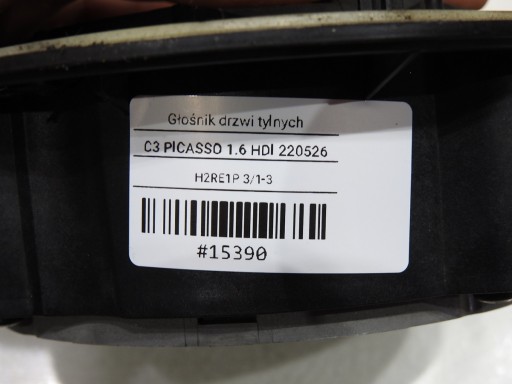 Głośnik drzwi tylnych
C3 PICASSO 1.6 HDI 220526
H2RE1P 3/1-3
#15390